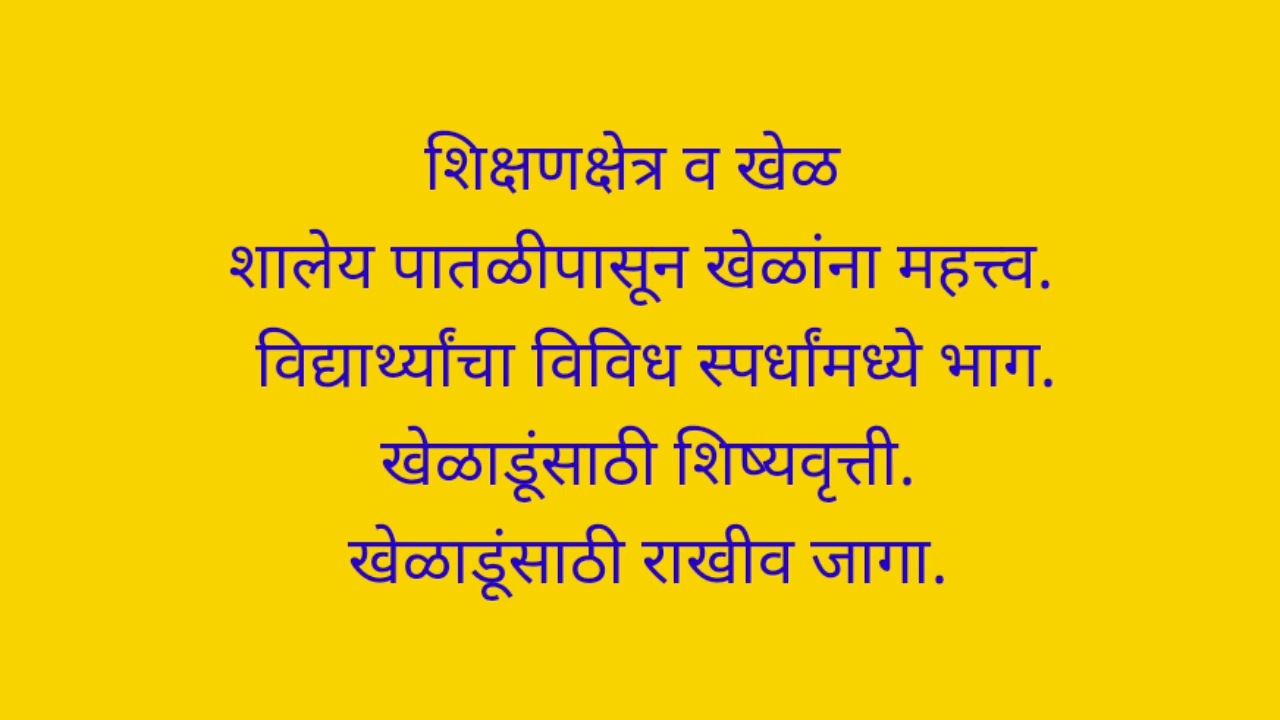 शिक्षणक्षेत्र व खेळ
शालेय पातळीपासून खेळांना महत्त्व.
विद्यार्थ्यांचा विविध स्पर्धांमध्ये भाग.
खेळाडूंसाठी शिष्यवृत्ती.
खेळाडूंसाठी राखीव जागा.